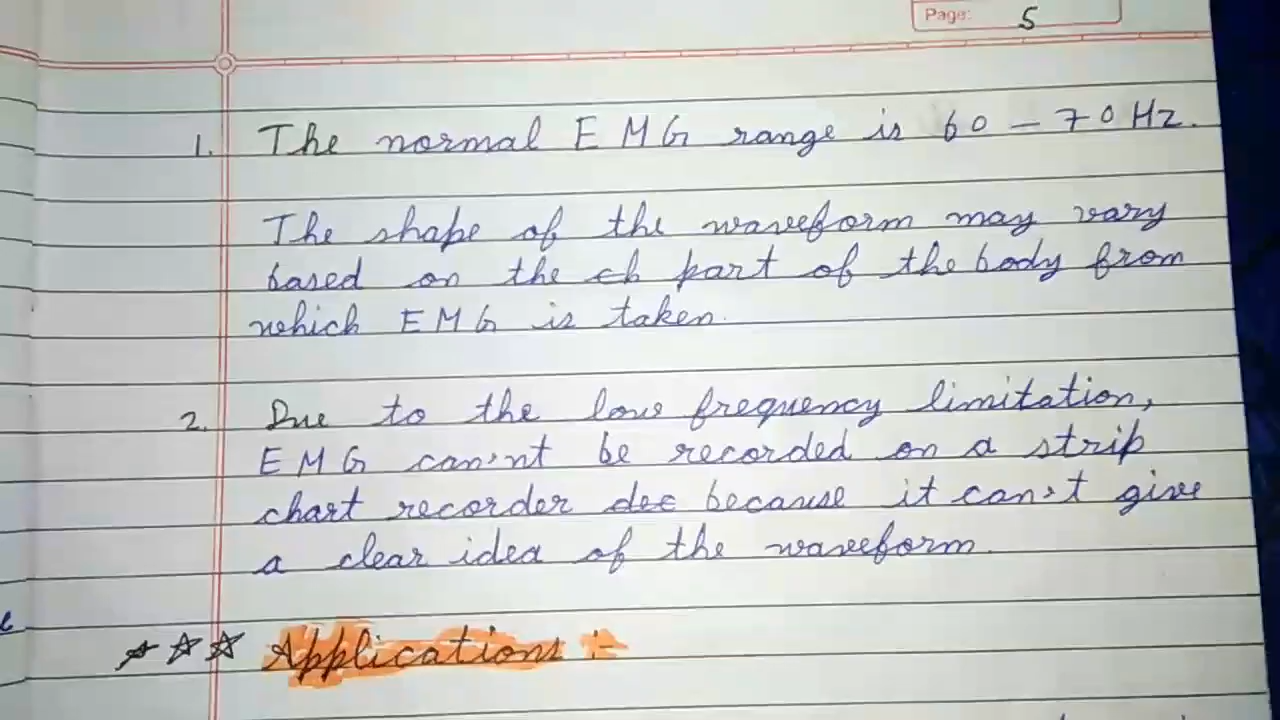 Page: 5
1. The normal EMG range is 60 - 70 Hz.
The shape of the waveform may vary
based on the ch part of the body from
which EMG is taken.
2. Due to the low frequency limitation,
EMG can'nt be recorded on a strip
chart recorder dec because it can't give
a clear idea of the waveform.
Applications :-